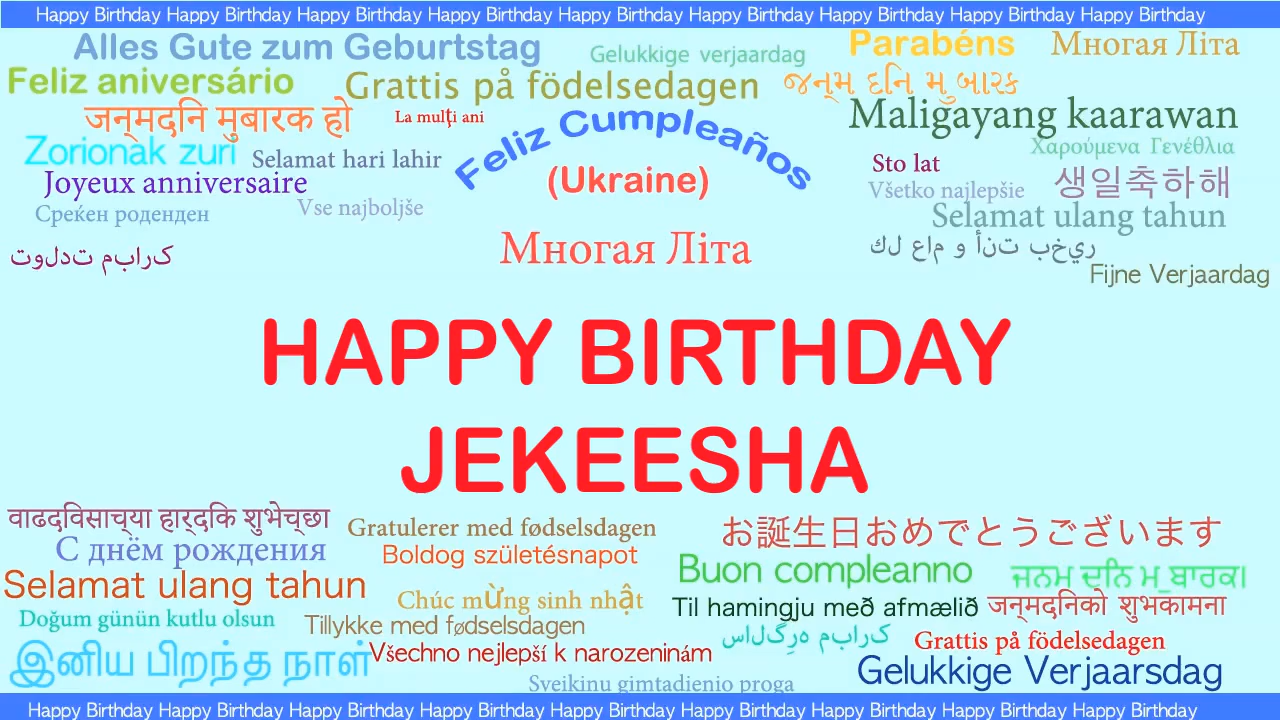 Happy Birthday Happy Birthday Happy Birthday Happy Birthday Happy Birthday Happy Birthday Happy Birthday Happy Birthday Happy Birthday
Alles Gute zum Geburtstag
Gelukkige verjaardag
Parabéns
Многая Літа
Feliz aniversário
Grattis på födelsedagen
જન્મ દિન મુબારક
जन्मदिन मुबारक हो
La mulţi ani
Feliz Cumpleaños
Maligayang kaarawan
Zorionak zuri
Selamat hari lahir
Χαρούμενα Γενέθλια
Joyeux anniversaire
(Ukraine)
Sto lat
Všetko najlepšie
생일축하해
Среќен роденден
Vse najboljše
Selamat ulang tahun
תולדת مبارک
Многая Літа
كل عام و أنت بخير
Fijne Verjaardag
HAPPY BIRTHDAY
JEKEESHA
वाढदिवसाच्या हार्दिक शुभेच्छा
Gratulerer med fødselsdagen
お誕生日おめでとうございます
С днём рождения
Boldog születésnapot
Buon compleanno
ਜਨਮ ਦਿਨ ਮੁਬਾਰਕ।
Selamat ulang tahun
Chúc mừng sinh nhật
Til hamingju með afmælið
जन्मदिनको शुभकामना
Doğum günün kutlu olsun
Tillykke med fødselsdagen
سالگرہ مبارک
Grattis på födelsedagen
இனிய பிறந்த நாள்
Všechno nejlepší k narozeninám
Gelukkige Verjaarsdag
Sveikinu gimtadienio proga
Happy Birthday Happy Birthday Happy Birthday Happy Birthday Happy Birthday Happy Birthday Happy Birthday Happy Birthday Happy Birthday